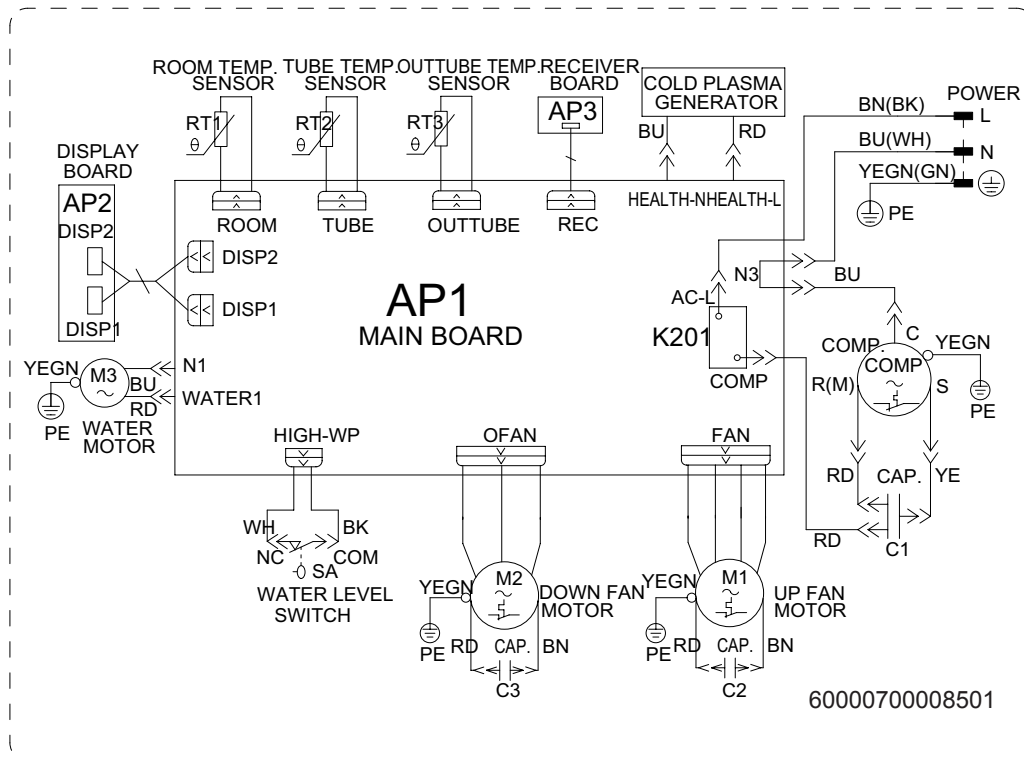 ROOM TEMP. SENSOR
TUBE TEMP. SENSOR
OUTTUBE TEMP. SENSOR
RECEIVER BOARD
COLD PLASMA GENERATOR
POWER
RT1
θ
RT2
θ
RT3
θ
AP3
BU
RD
BN(BK)
L
BU(WH)
N
YEGN(GN)
PE
DISPLAY BOARD
AP2
DISP2
DISP1
ROOM
TUBE
OUTTUBE
REC
HEALTH-N
HEALTH-L
DISP2
DISP1
AP1
MAIN BOARD
N3
BU
AC-L
K201
COMP
YEGN
M3
BU
RD
PE
WATER MOTOR
N1
WATER1
COMP.
COMP
C
YEGN
R(M)
S
PE
RD
CAP.
YE
RD
C1
HIGH-WP
OFAN
FAN
WH
BK
NC
COM
SA
WATER LEVEL SWITCH
YEGN
M2
DOWN FAN MOTOR
PE
RD
CAP.
BN
C3
YEGN
M1
UP FAN MOTOR
PE
RD
CAP.
BN
C2
60000700008501